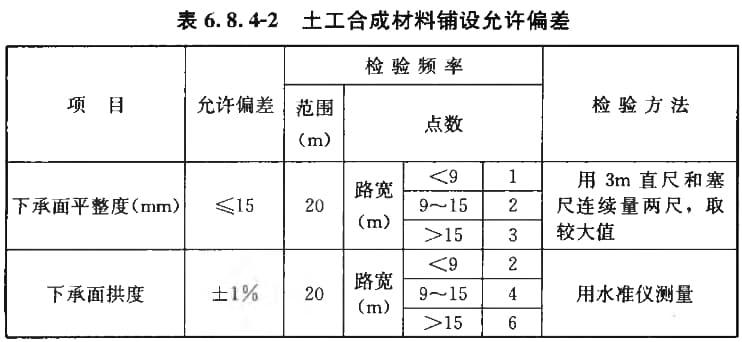 表 6.8.4-2 土工合成材料铺设允许偏差
项 目 允许偏差 检 验 频 率 检 验 方 法
范围(m) 点数
下承面平整度(mm) ≤15 20 路宽(m) <9 1 用 3m 直尺和塞
9～15 2 尺连续量两尺，取
>15 3 较大值
下承面拱度 ±1% 20 路宽(m) <9 2 用水准仪测量
9～15 4
>15 6